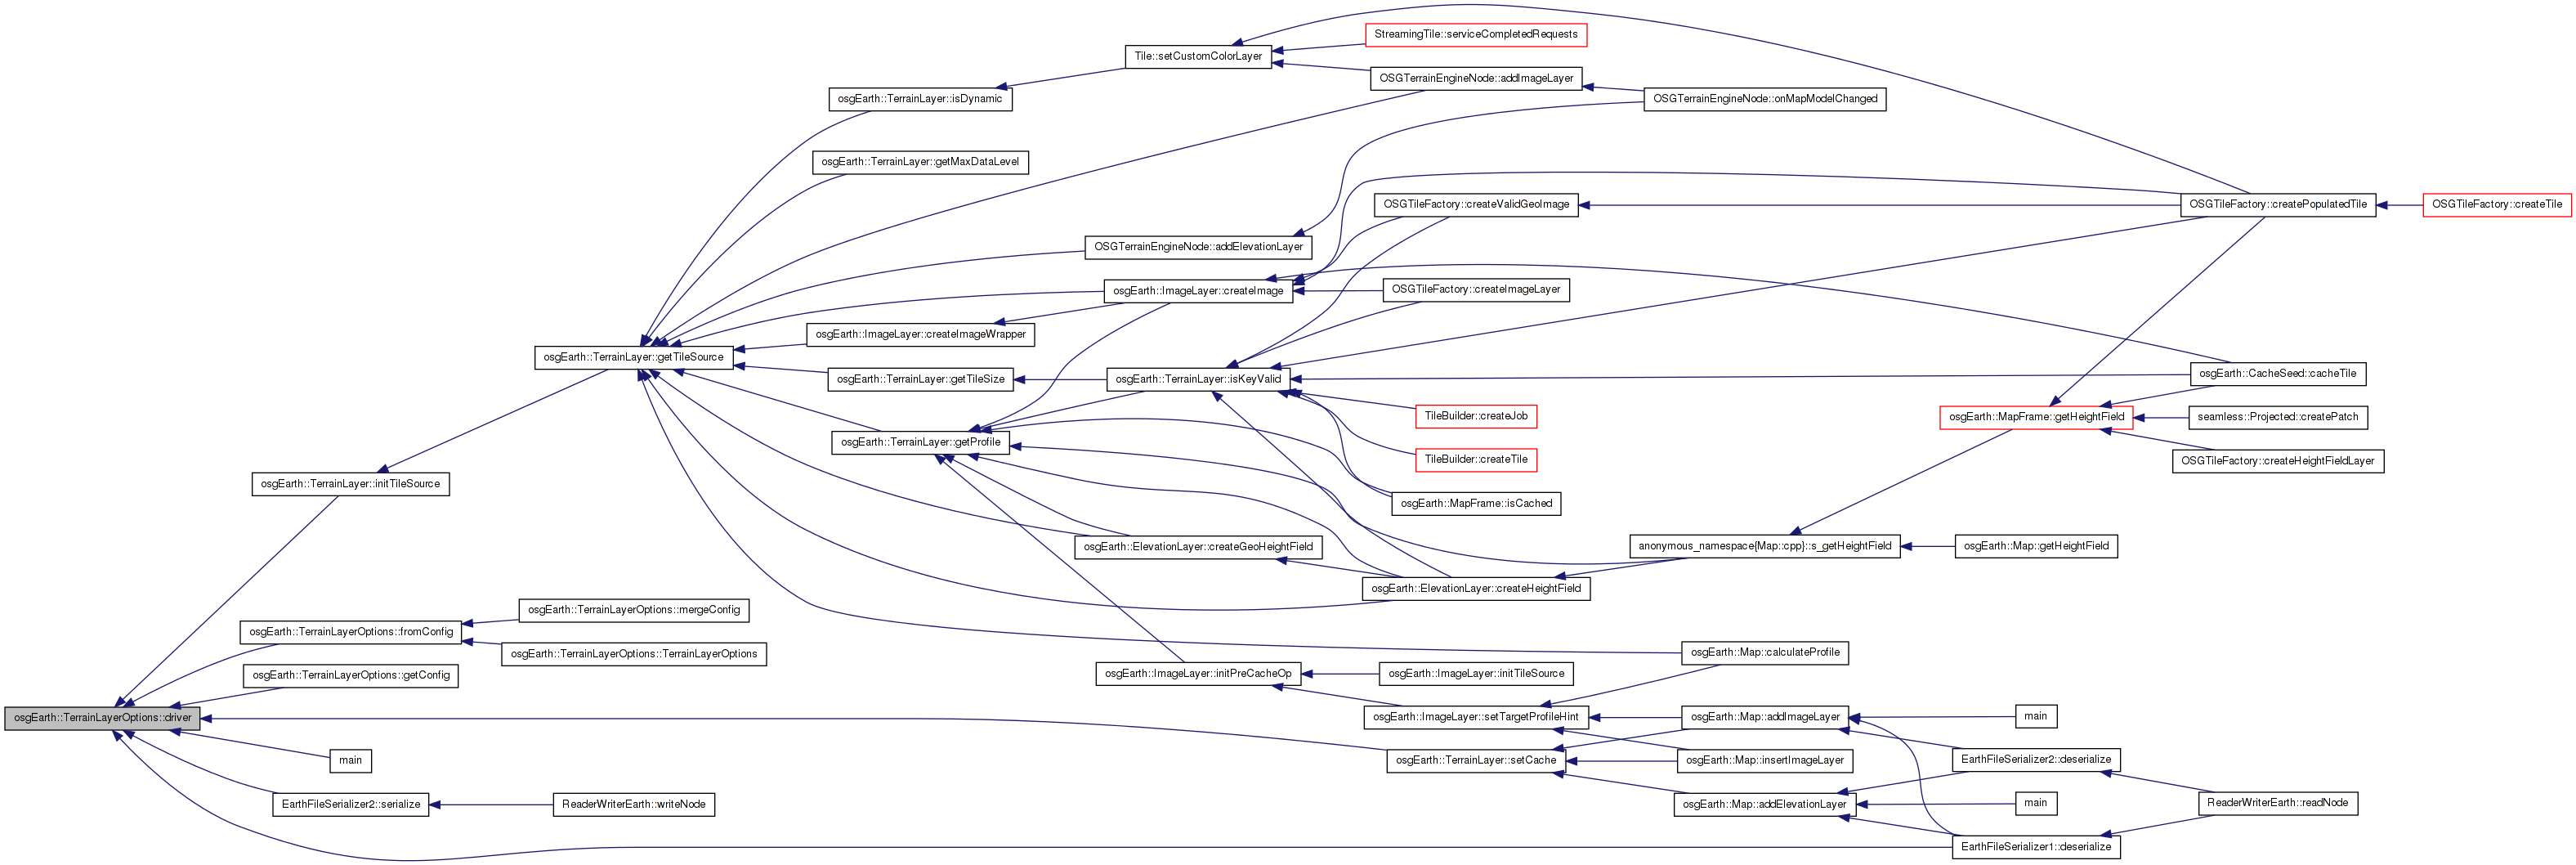 StreamingTile::serviceCompletedRequests
Tile::setCustomColorLayer
OSGTerrainEngineNode::addImageLayer
osgEarth::TerrainLayer::isDynamic
OSGTerrainEngineNode::onMapModelChanged
osgEarth::TerrainLayer::getMaxDataLevel
OSGTileFactory::createValidGeoImage
OSGTileFactory::createPopulatedTile
OSGTileFactory::createTile
OSGTerrainEngineNode::addElevationLayer
osgEarth::ImageLayer::createImage
OSGTileFactory::createImageLayer
osgEarth::ImageLayer::createImageWrapper
osgEarth::TerrainLayer::getTileSource
osgEarth::TerrainLayer::getTileSize
osgEarth::TerrainLayer::isKeyValid
osgEarth::CacheSeed::cacheTile
TileBuilder::createJob
osgEarth::MapFrame::getHeightField
seamless::Projected::createPatch
osgEarth::TerrainLayer::getProfile
TileBuilder::createTile
OSGTileFactory::createHeightFieldLayer
osgEarth::TerrainLayer::initTileSource
osgEarth::MapFrame::isCached
osgEarth::ElevationLayer::createGeoHeightField
anonymous_namespace{Map::cpp}::s_getHeightField
osgEarth::Map::getHeightField
osgEarth::ElevationLayer::createHeightField
osgEarth::TerrainLayerOptions::mergeConfig
osgEarth::TerrainLayerOptions::fromConfig
osgEarth::TerrainLayerOptions::TerrainLayerOptions
osgEarth::Map::calculateProfile
osgEarth::TerrainLayerOptions::getConfig
osgEarth::ImageLayer::initPreCacheOp
osgEarth::ImageLayer::initTileSource
osgEarth::TerrainLayerOptions::driver
osgEarth::ImageLayer::setTargetProfileHint
osgEarth::Map::addImageLayer
main
main
osgEarth::TerrainLayer::setCache
osgEarth::Map::insertImageLayer
EarthFileSerializer2::deserialize
EarthFileSerializer2::serialize
ReaderWriterEarth::writeNode
osgEarth::Map::addElevationLayer
main
ReaderWriterEarth::readNode
EarthFileSerializer1::deserialize